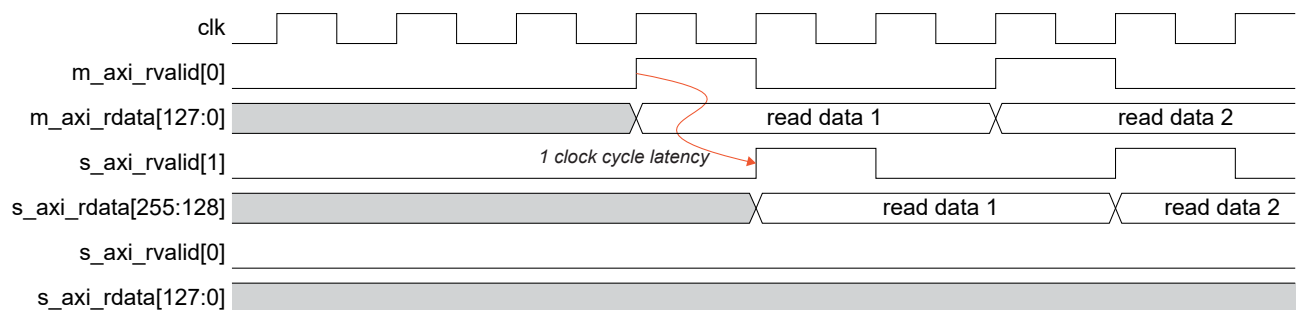 clk
m_axi_rvalid[0]
m_axi_rdata[127:0] read data 1 read data 2
s_axi_rvalid[1] 1 clock cycle latency
s_axi_rdata[255:128] read data 1 read data 2
s_axi_rvalid[0]
s_axi_rdata[127:0]